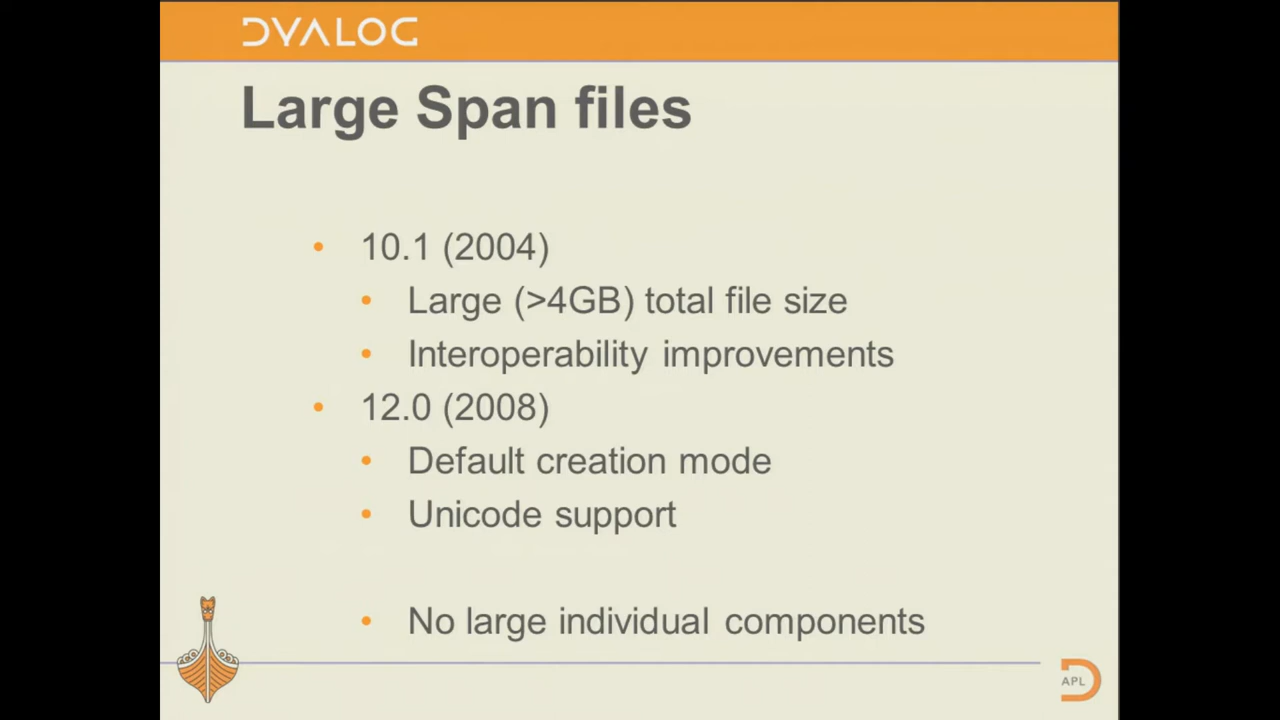 DYALOG
Large Span files
• 10.1 (2004)
• Large (>4GB) total file size
• Interoperability improvements
• 12.0 (2008)
• Default creation mode
• Unicode support
• No large individual components
APL